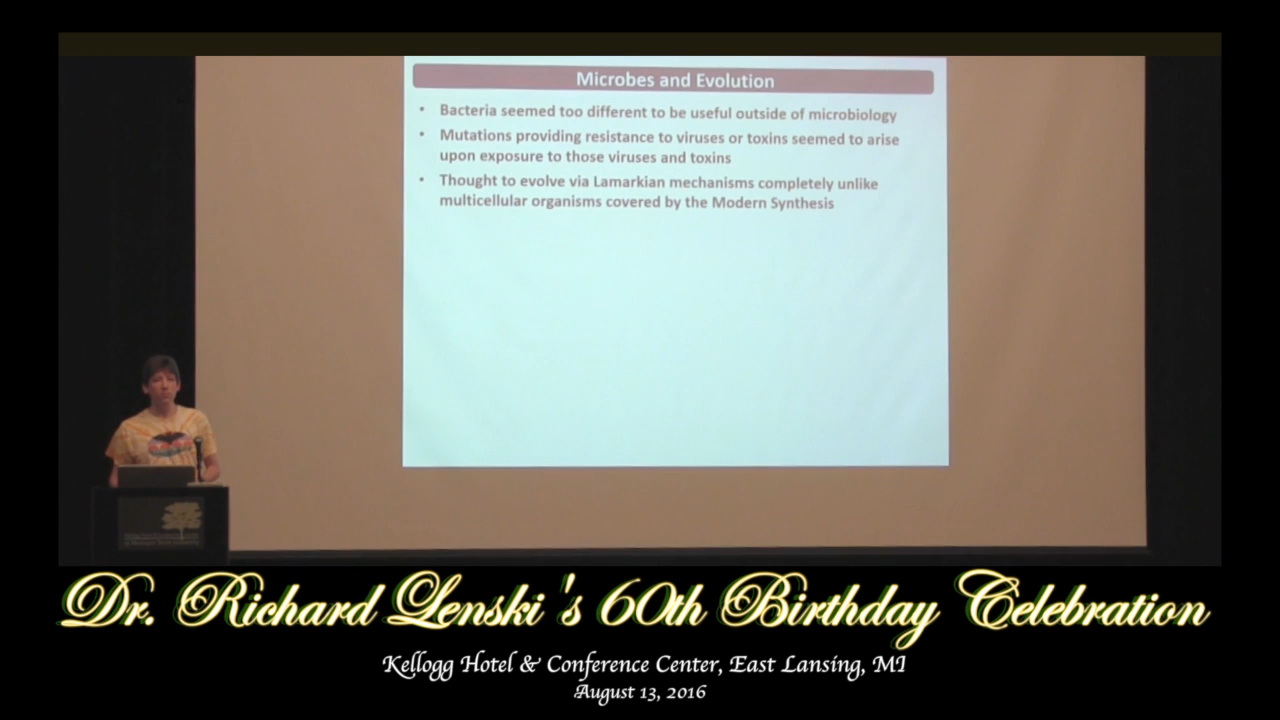 Microbes and Evolution
• Bacteria seemed too different to be useful outside of microbiology
• Mutations providing resistance to viruses or toxins seemed to arise
upon exposure to those viruses and toxins
• Thought to evolve via Lamarkian mechanisms completely unlike
multicellular organisms covered by the Modern Synthesis
Dr. Richard Lenski's 60th Birthday Celebration
Kellogg Hotel & Conference Center, East Lansing, MI
August 13, 2016